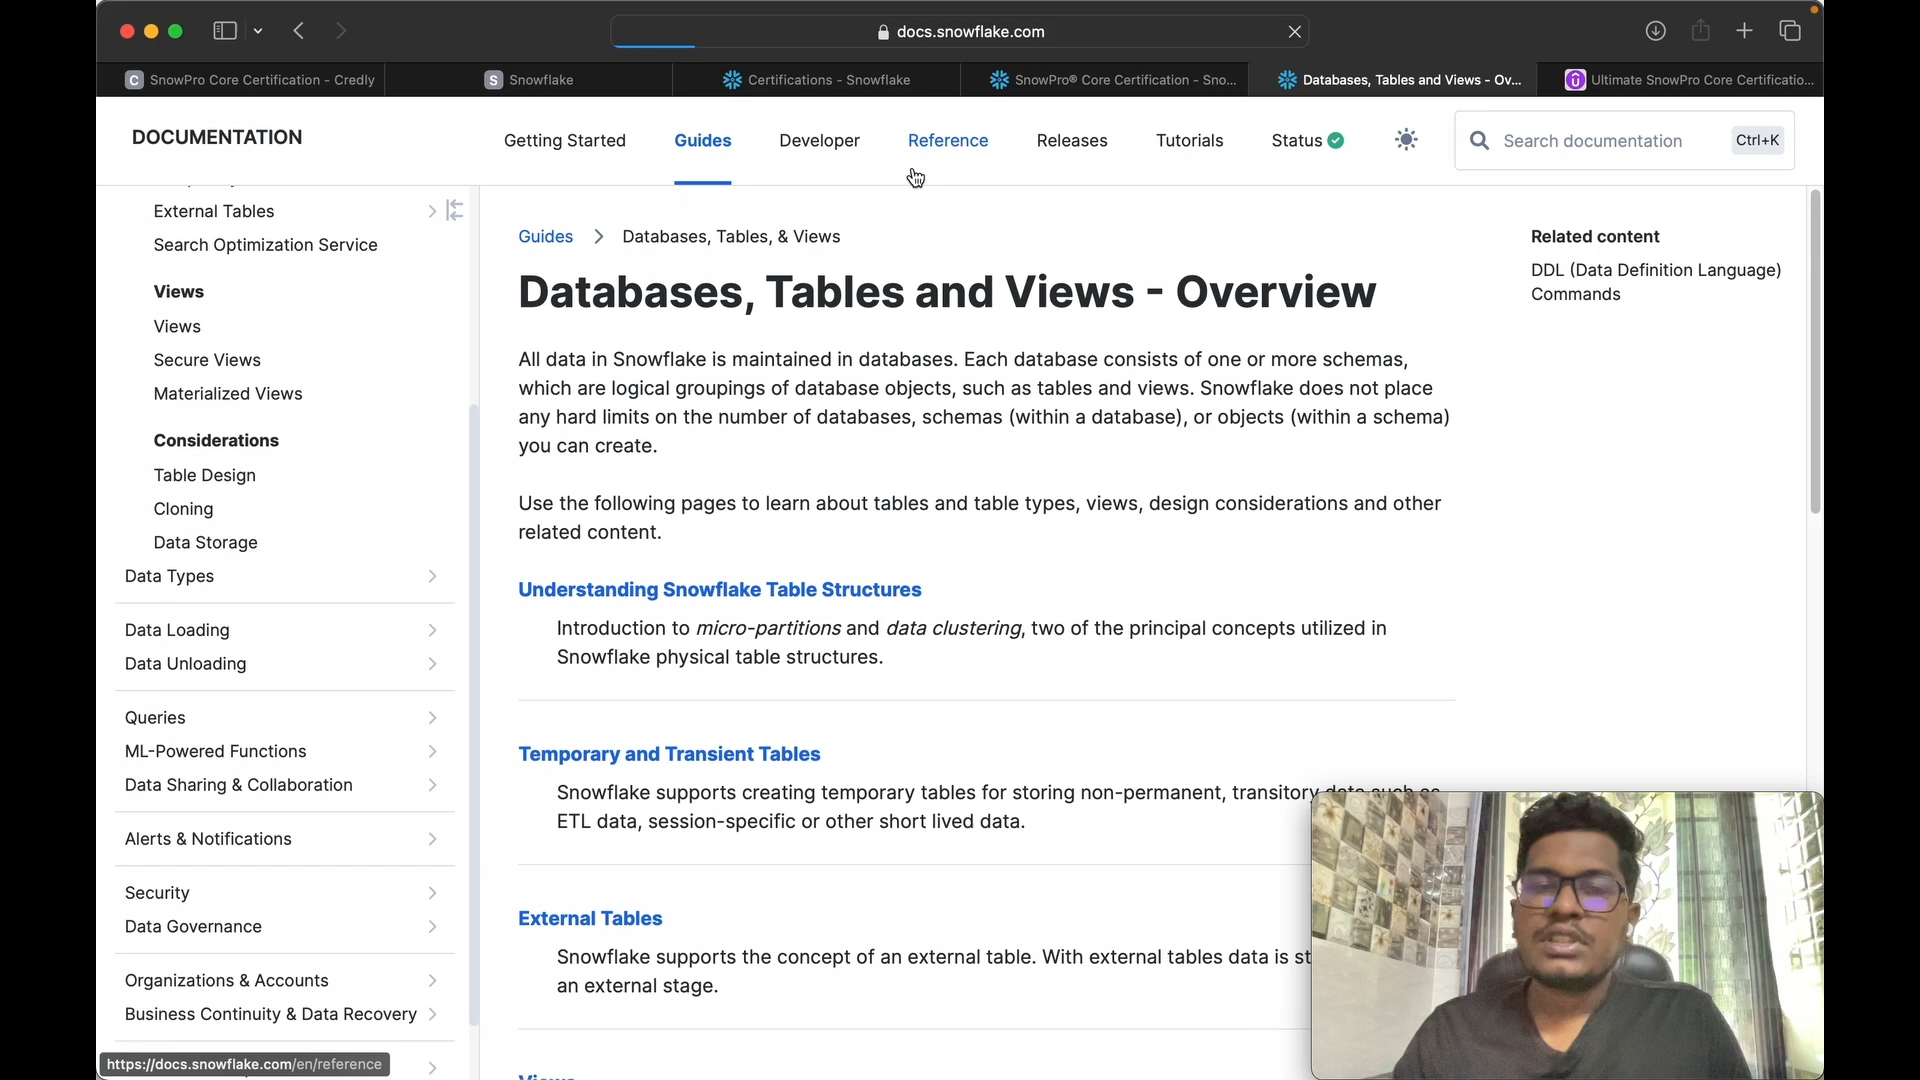 docs.snowflake.com
C SnowPro Core Certification - Credly
S Snowflake
Certifications - Snowflake
SnowPro® Core Certification - Sno...
Databases, Tables and Views - Ov...
Ultimate SnowPro Core Certificatio...
DOCUMENTATION
Getting Started
Guides
Developer
Reference
Releases
Tutorials
Status
Search documentation
Ctrl+K
External Tables
Search Optimization Service
Views
Views
Secure Views
Materialized Views
Considerations
Table Design
Cloning
Data Storage
Data Types
Data Loading
Data Unloading
Queries
ML-Powered Functions
Data Sharing & Collaboration
Alerts & Notifications
Security
Data Governance
Organizations & Accounts
Business Continuity & Data Recovery
https://docs.snowflake.com/en/reference
Guides > Databases, Tables, & Views
Databases, Tables and Views - Overview
All data in Snowflake is maintained in databases. Each database consists of one or more schemas,
which are logical groupings of database objects, such as tables and views. Snowflake does not place
any hard limits on the number of databases, schemas (within a database), or objects (within a schema)
you can create.
Use the following pages to learn about tables and table types, views, design considerations and other
related content.
Understanding Snowflake Table Structures
Introduction to micro-partitions and data clustering, two of the principal concepts utilized in
Snowflake physical table structures.
Temporary and Transient Tables
Snowflake supports creating temporary tables for storing non-permanent, transitory data such as
ETL data, session-specific or other short lived data.
External Tables
Snowflake supports the concept of an external table. With external tables data is st
an external stage.
Views
Related content
DDL (Data Definition Language)
Commands